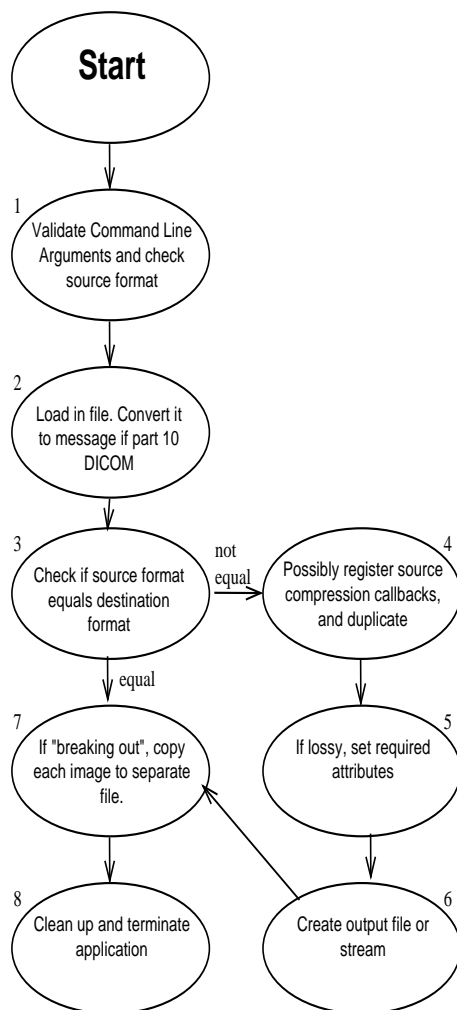 Start
1
Validate Command Line
Arguments and check
source format
2
Load in file. Convert it
to message if part 10
DICOM
3
Check if source format
equals destination
format
not
equal
4
Possibly register source
compression callbacks,
and duplicate
equal
7
If "breaking out", copy
each image to separate
file.
5
If lossy, set required
attributes
8
Clean up and terminate
application
6
Create output file or
stream